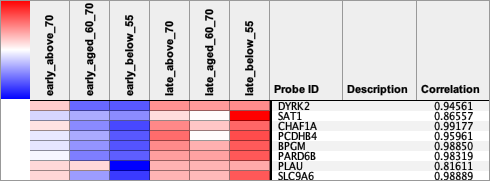 early_above_70
early_aged_60_70
early_below_55
late_above_70
late_aged_60_70
late_below_55
Probe ID Description Correlation
DYRK2 0.94561
SAT1 0.86557
CHAF1A 0.99177
PCDHB4 0.95961
BPGM 0.98850
PARD6B 0.98319
PLAU 0.81611
SLC9A6 0.98889